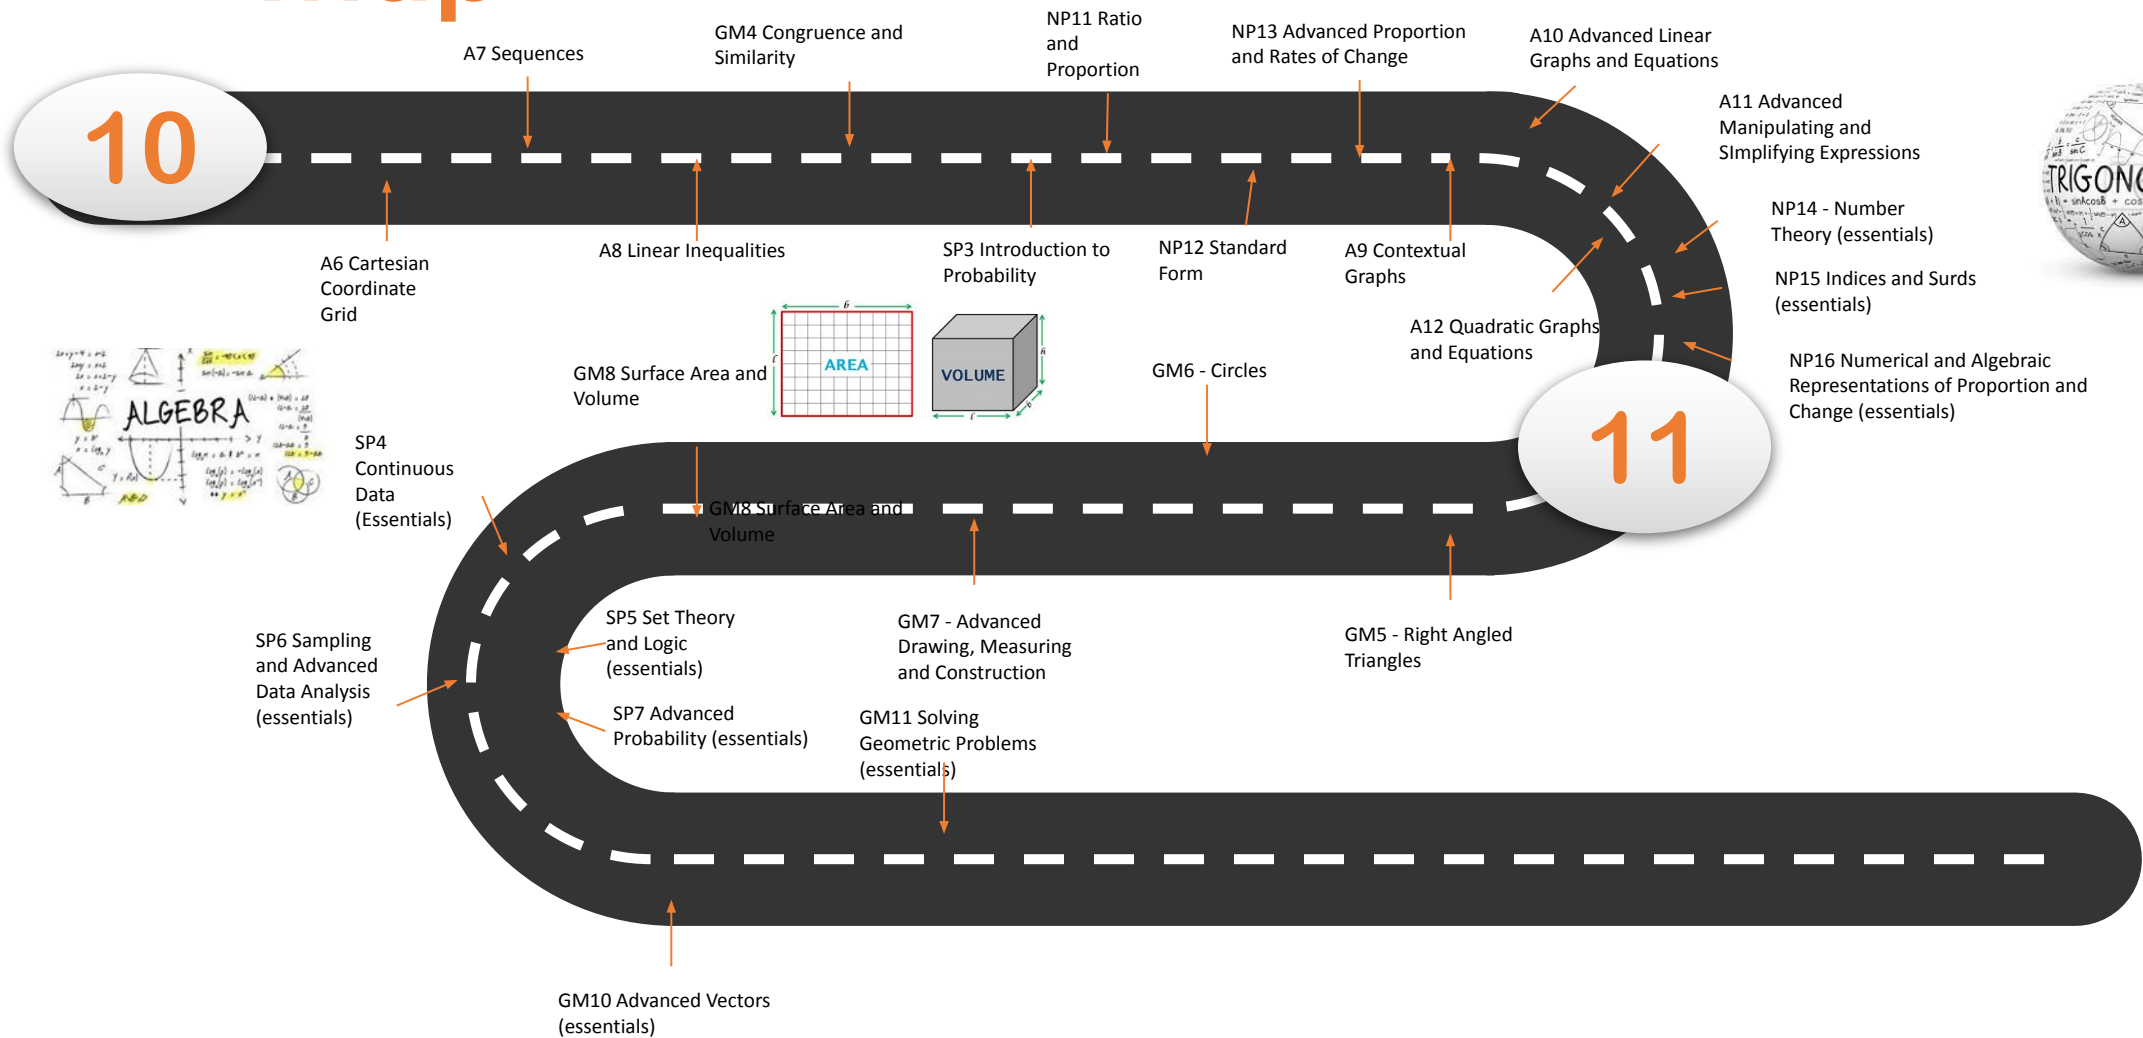 A7 Sequences
GM4 Congruence and
Similarity
NP11 Ratio
and
Proportion
NP13 Advanced Proportion
and Rates of Change
A10 Advanced Linear
Graphs and Equations
A11 Advanced
Manipulating and
SImplifying Expressions
10
A6 Cartesian
Coordinate
Grid
A8 Linear Inequalities
SP3 Introduction to
Probability
NP12 Standard
Form
A9 Contextual
Graphs
NP14 - Number
Theory (essentials)
NP15 Indices and Surds
(essentials)
A12 Quadratic Graphs
and Equations
NP16 Numerical and Algebraic
Representations of Proportion and
Change (essentials)
11
ALGEBRA
GM8 Surface Area and
Volume
AREA
VOLUME
GM6 - Circles
SP4
Continuous
Data
(Essentials)
GM8 Surface Area and
Volume
SP6 Sampling
and Advanced
Data Analysis
(essentials)
SP5 Set Theory
and Logic
(essentials)
SP7 Advanced
Probability (essentials)
GM7 - Advanced
Drawing, Measuring
and Construction
GM5 - Right Angled
Triangles
GM11 Solving
Geometric Problems
(essentials)
GM10 Advanced Vectors
(essentials)